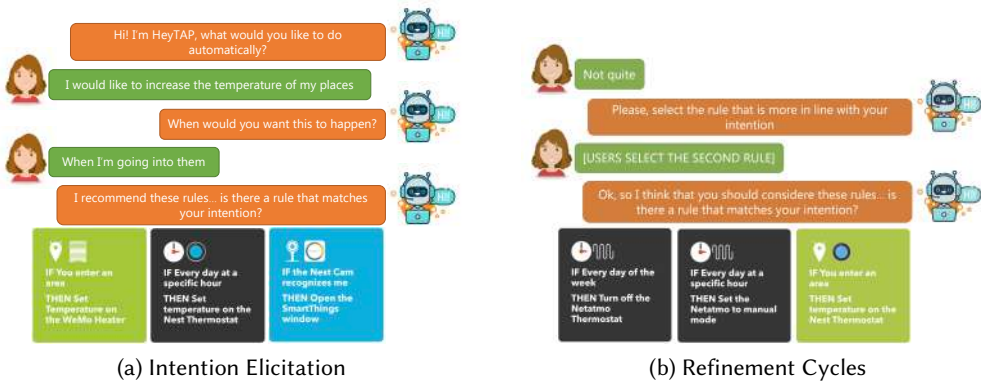 Hi! I'm HeyTAP, what would you like to do
automatically?
I would like to increase the temperature of my places
When would you want this to happen?
When I'm going into them
I recommend these rules... is there a rule that matches
your intention?
IF You enter an
area
THEN Set
Temperature on
the WeMo Heater
IF Every day at a
specific hour
THEN Set
temperature on the
Nest Thermostat
IF the Nest Cam
recognizes me
THEN Open the
SmartThings
window
(a) Intention Elicitation
Not quite
Please, select the rule that is more in line with your
intention
[USERS SELECT THE SECOND RULE]
Ok, so I think that you should considere these rules... is
there a rule that matches your intention?
IF Every day of the
week
THEN Turn off the
Netatmo
Thermostat
IF Every day at a
specific hour
THEN Set the
Netatmo to manual
mode
IF You enter an
area
THEN Set
temperature on the
Nest Thermostat
(b) Refinement Cycles